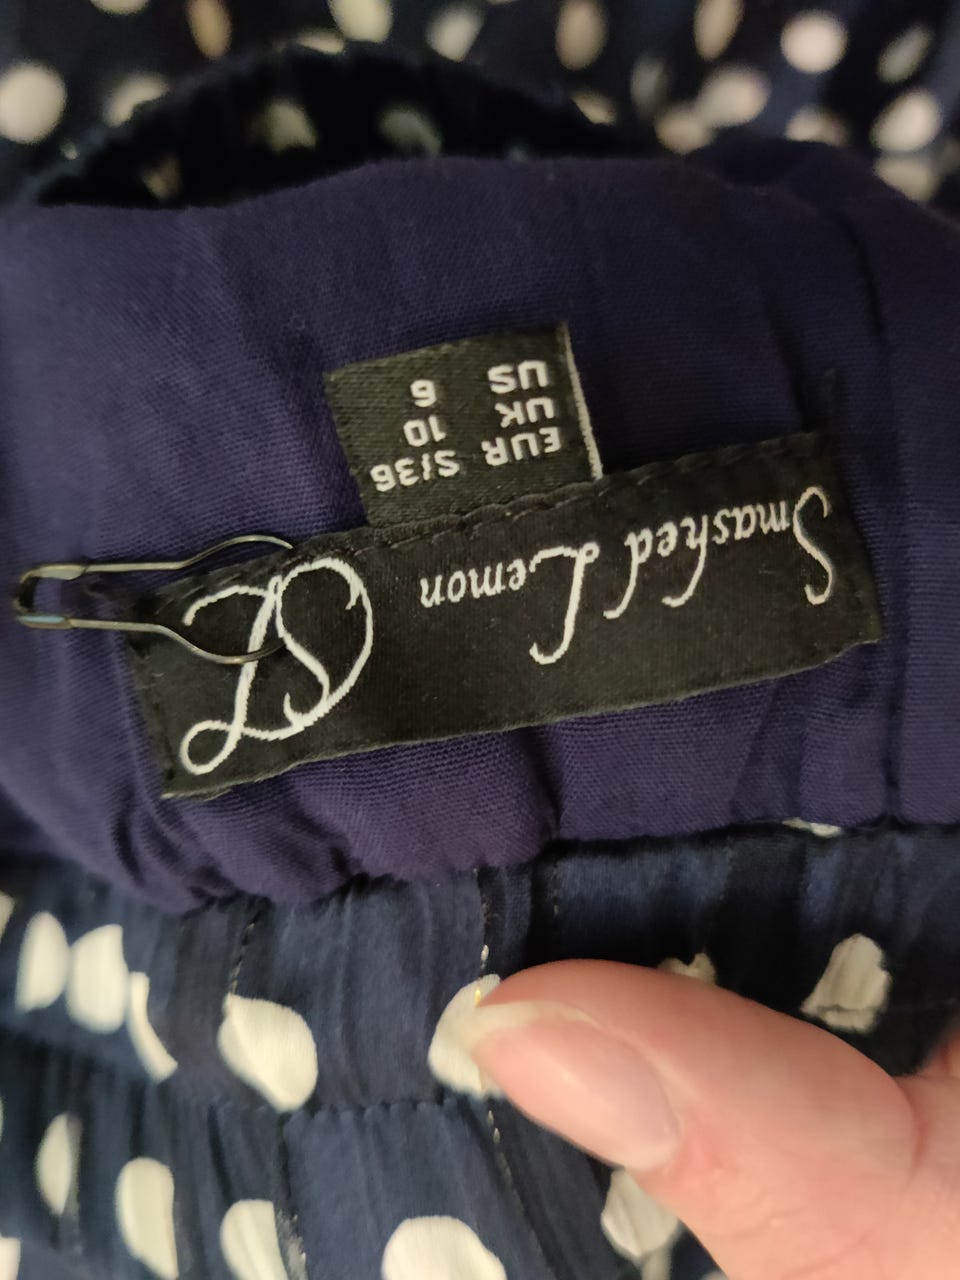 Smashed Lemon SL
EUR S/36
UK 10
US 6